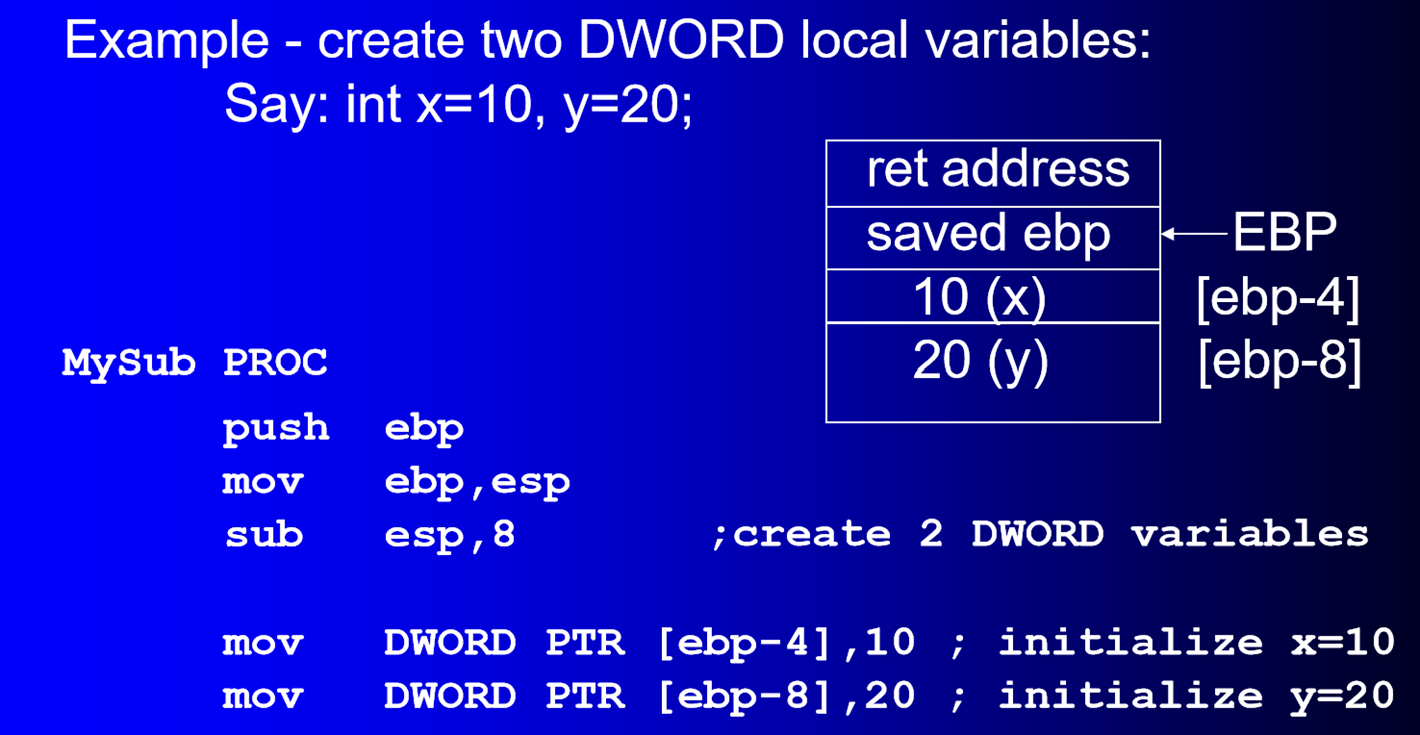 Example - create two DWORD local variables:
Say: int x=10, y=20;
ret address
saved ebp
EBP
10 (x)
[ebp-4]
20 (y)
[ebp-8]
MySub PROC
push ebp
mov ebp,esp
sub esp,8 ;create 2 DWORD variables
mov DWORD PTR [ebp-4],10 ; initialize x=10
mov DWORD PTR [ebp-8],20 ; initialize y=20